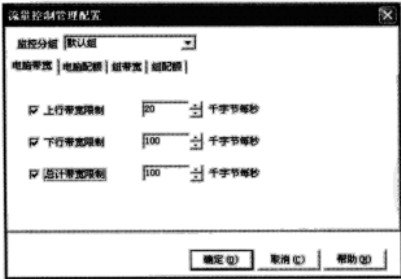 流量控制管理配置
监控分组 默认组
电脑带宽 电脑配额 组带宽 组配额
上行带宽限制 20 千字节每秒
下行带宽限制 100 千字节每秒
总计带宽限制 100 千字节每秒
确定(O) 取消(C) 帮助(H)